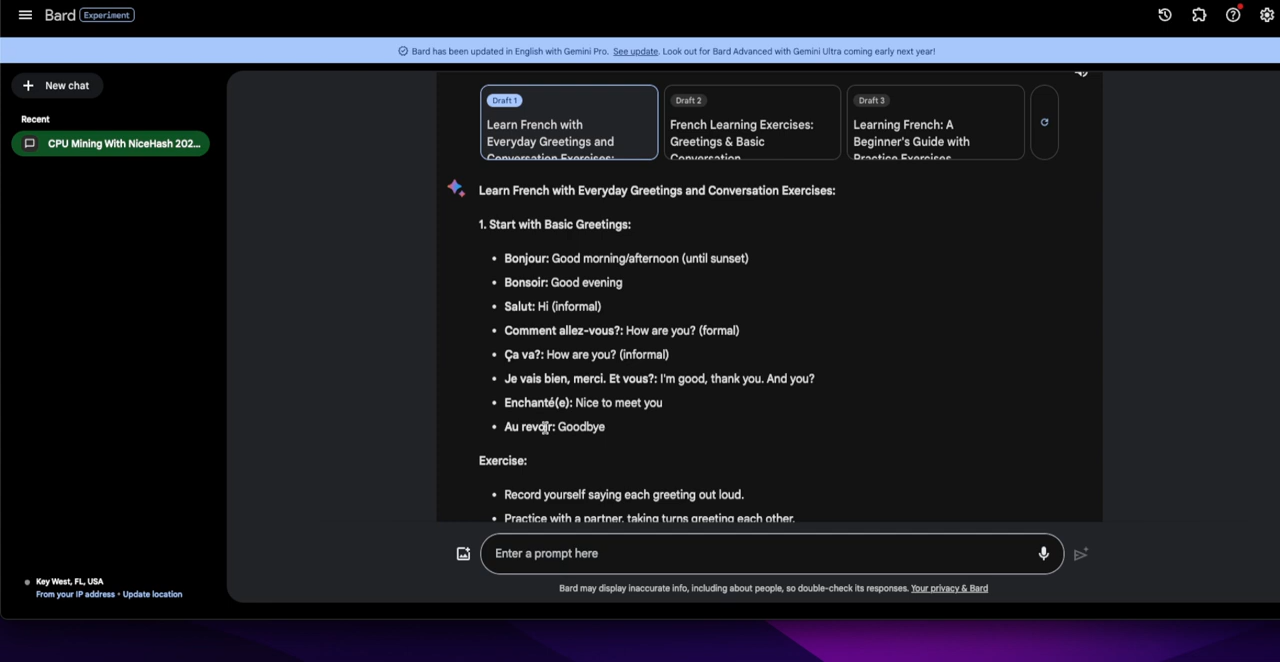 Bard Experiment
Bard has been updated in English with Gemini Pro. See update. Look out for Bard Advanced with Gemini Ultra coming early next year!
+ New chat
Recent
CPU Mining With NiceHash 202...
Draft 1
Learn French with
Everyday Greetings and
Conversation Exercises:
Draft 2
French Learning Exercises:
Greetings & Basic
Conversation
Draft 3
Learning French: A
Beginner's Guide with
Practice Exercises
Learn French with Everyday Greetings and Conversation Exercises:
1. Start with Basic Greetings:
• Bonjour: Good morning/afternoon (until sunset)
• Bonsoir: Good evening
• Salut: Hi (informal)
• Comment allez-vous?: How are you? (formal)
• Ça va?: How are you? (informal)
• Je vais bien, merci. Et vous?: I'm good, thank you. And you?
• Enchanté(e): Nice to meet you
• Au revoir: Goodbye
Exercise:
• Record yourself saying each greeting out loud.
• Practice with a partner, taking turns greeting each other.
Enter a prompt here
Bard may display inaccurate info, including about people, so double-check its responses. Your privacy & Bard
Key West, FL, USA
From your IP address • Update location